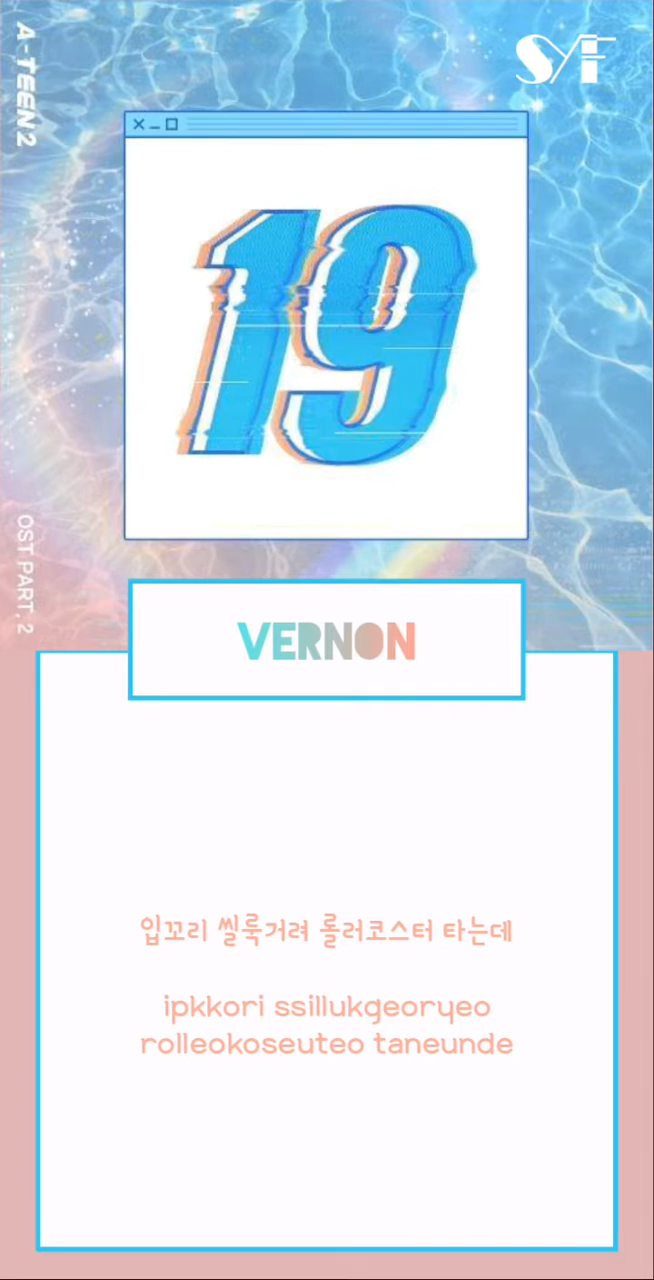 A-TEEN2
SYF
19
OST PART. 2
VERNON
입꼬리 씰룩거려 롤러코스터 타는데
ipkkori ssillukgeoryeo
rolleokoseuteo taneunde